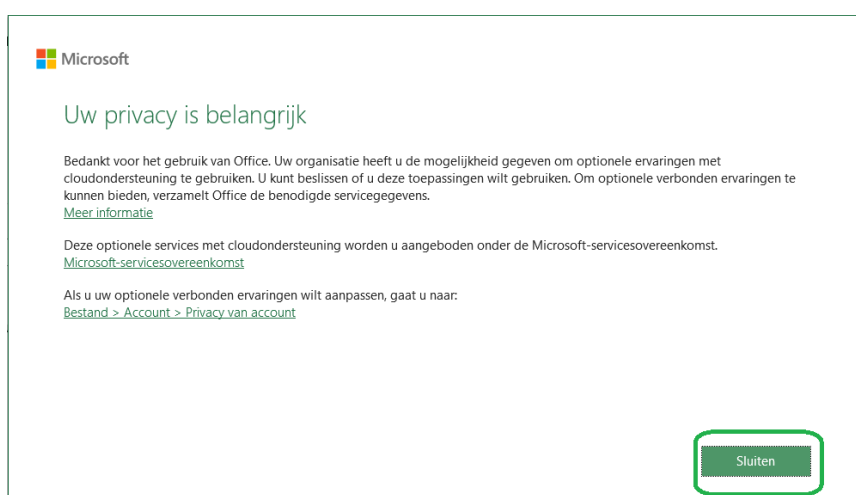 Microsoft
Uw privacy is belangrijk
Bedankt voor het gebruik van Office. Uw organisatie heeft u de mogelijkheid gegeven om optionele ervaringen met
cloudondersteuning te gebruiken. U kunt beslissen of u deze toepassingen wilt gebruiken. Om optionele verbonden ervaringen te
kunnen bieden, verzamelt Office de benodigde servicegegevens.
Meer informatie
Deze optionele services met cloudondersteuning worden u aangeboden onder de Microsoft-servicesovereenkomst.
Microsoft-servicesovereenkomst
Als u uw optionele verbonden ervaringen wilt aanpassen, gaat u naar:
Bestand > Account > Privacy van account
Sluiten